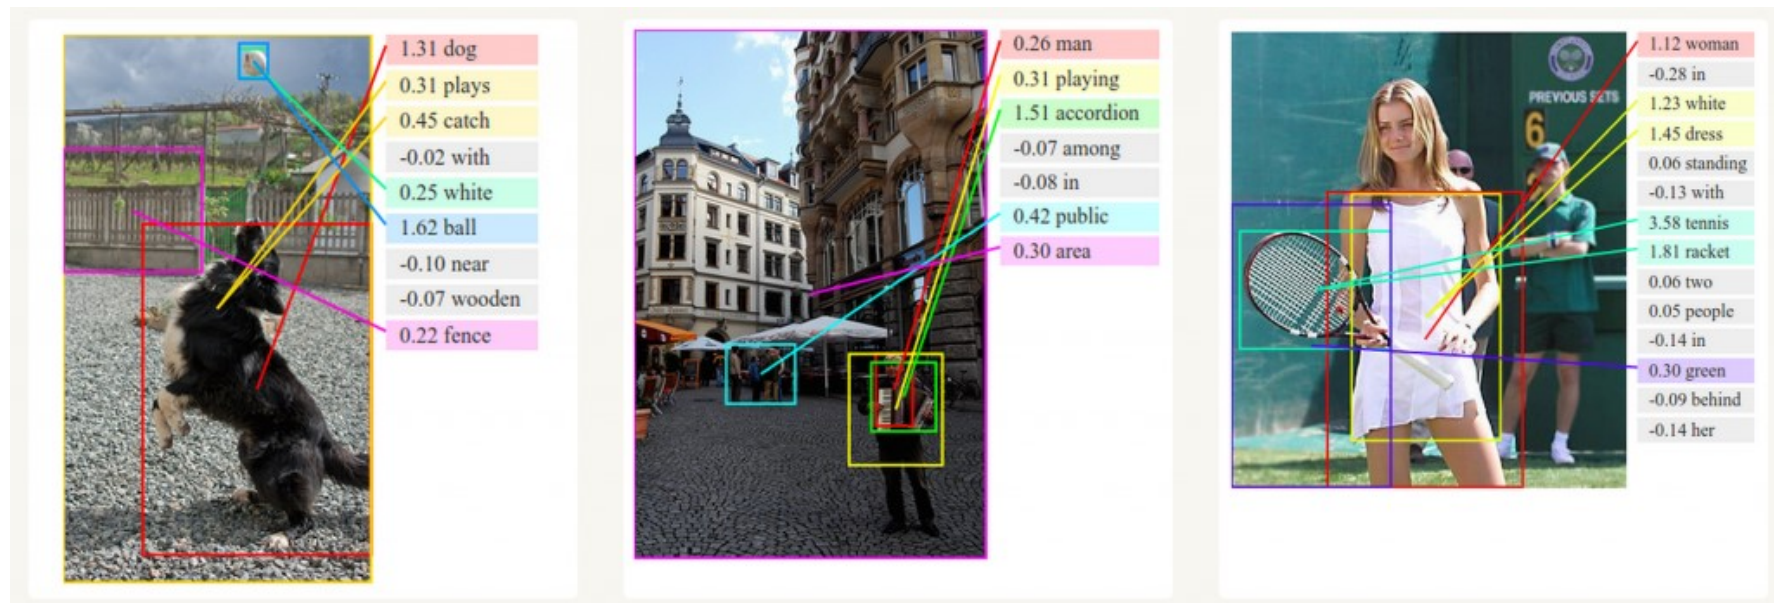 1.31 dog
0.31 plays
0.45 catch
-0.02 with
0.25 white
1.62 ball
-0.10 near
-0.07 wooden
0.22 fence
0.26 man
0.31 playing
1.51 accordion
-0.07 among
-0.08 in
0.42 public
0.30 area
PREVIOUS SETS
6
1.12 woman
-0.28 in
1.23 white
1.45 dress
0.06 standing
-0.13 with
3.58 tennis
1.81 racket
0.06 two
0.05 people
-0.14 in
0.30 green
-0.09 behind
-0.14 her